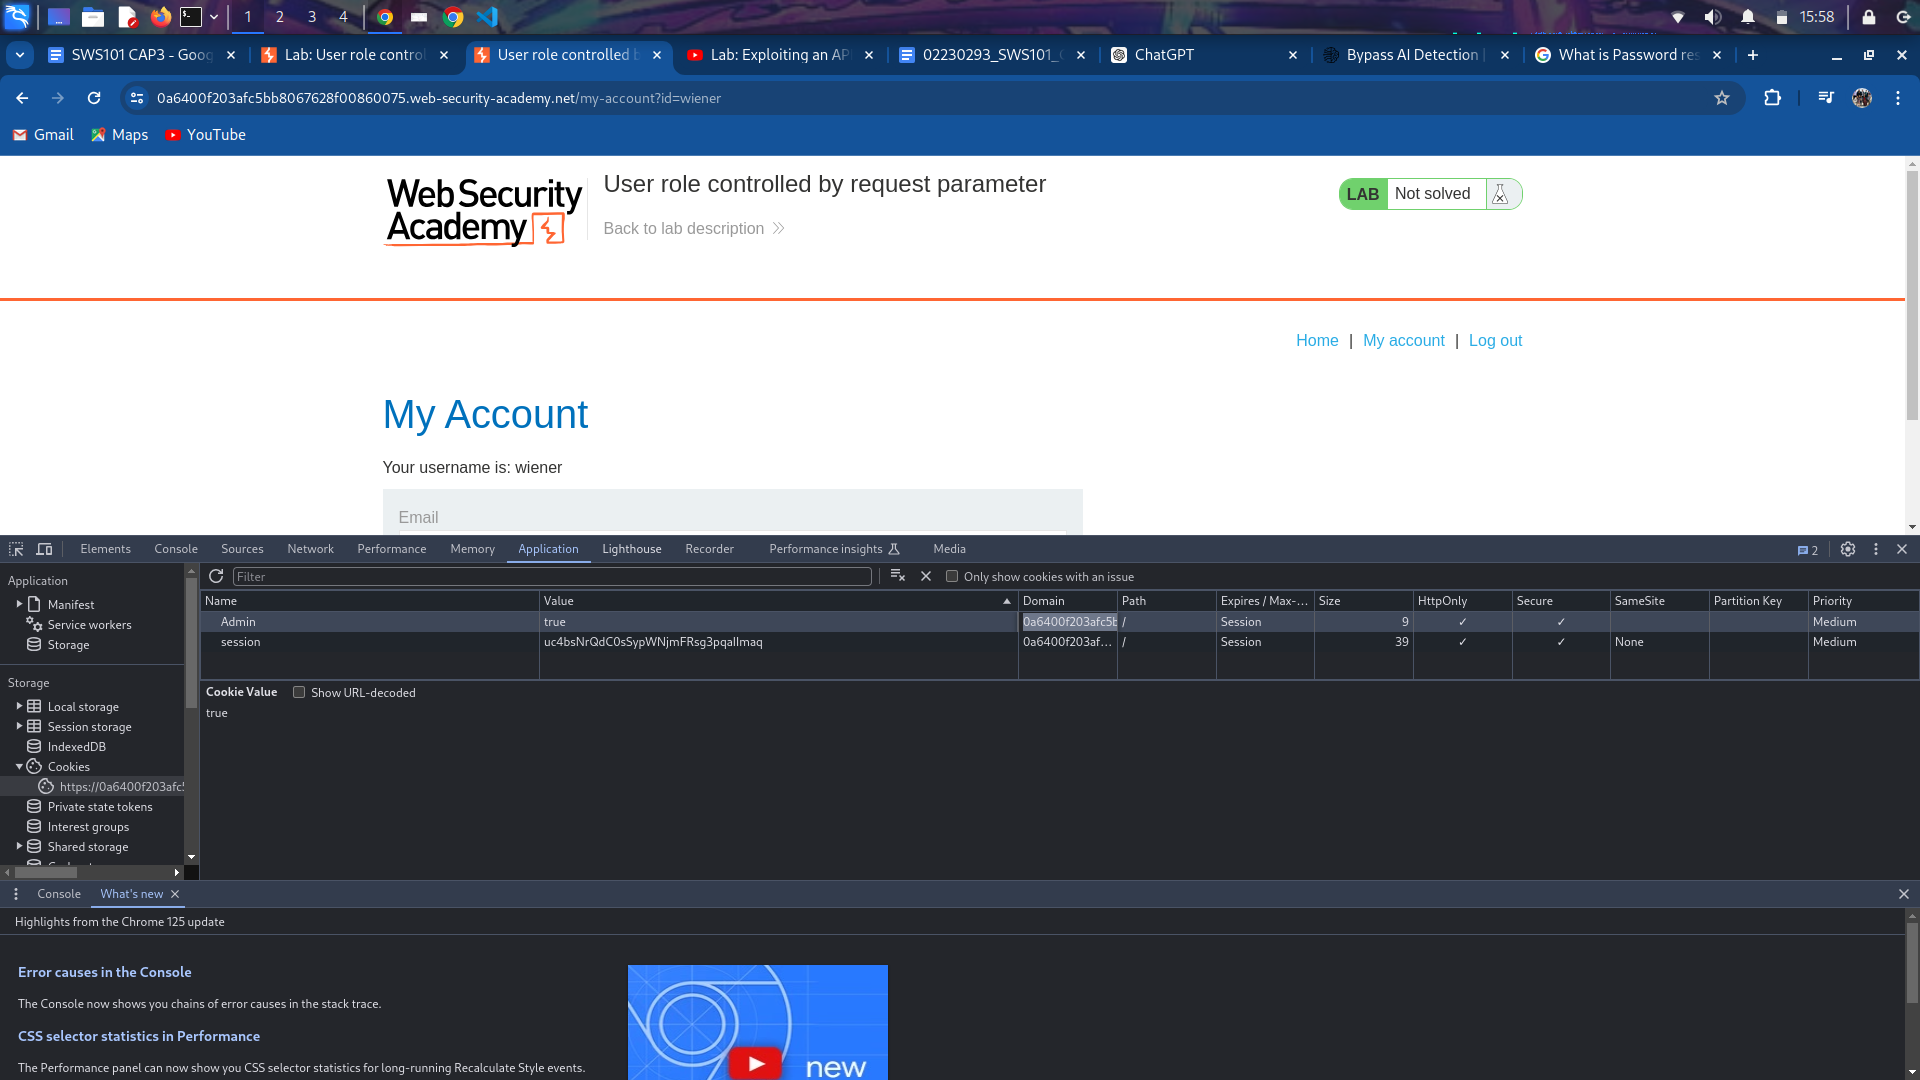 1 2 3 4 15:58
SWS101 CAP3 - Goog Lab: User role control User role controlled b Lab: Exploiting an AP 02230293_SWS101_C ChatGPT Bypass AI Detection What is Password res
0a6400f203afc5bb8067628f00860075.web-security-academy.net/my-account?id=wiener
Gmail Maps YouTube
Web Security
Academy
User role controlled by request parameter
Back to lab description
LAB Not solved
Home | My account | Log out
My Account
Your username is: wiener
Email
Elements Console Sources Network Performance Memory Application Lighthouse Recorder Performance insights Media 2
Application
Manifest
Service workers
Storage
Storage
Local storage
Session storage
IndexedDB
Cookies
https://0a6400f203afc5
Private state tokens
Interest groups
Shared storage
Filter Only show cookies with an issue
Name Value Domain Path Expires / Max-... Size HttpOnly Secure SameSite Partition Key Priority
Admin true 0a6400f203afc5b / Session 9 ✓ ✓ Medium
session uc4bsNrQdC0sSypWNjmFRsg3pqaIlmaq 0a6400f203af... / Session 39 ✓ ✓ None Medium
Cookie Value Show URL-decoded
true
Console What's new
Highlights from the Chrome 125 update
Error causes in the Console
The Console now shows you chains of error causes in the stack trace.
CSS selector statistics in Performance
The Performance panel can now show you CSS selector statistics for long-running Recalculate Style events.
new